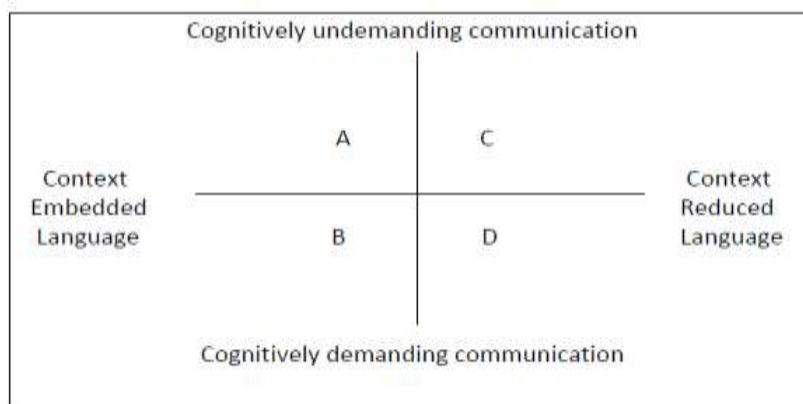 Cognitively undemanding communication
A
C
Context
Embedded
Language
Context
Reduced
Language
B
D
Cognitively demanding communication